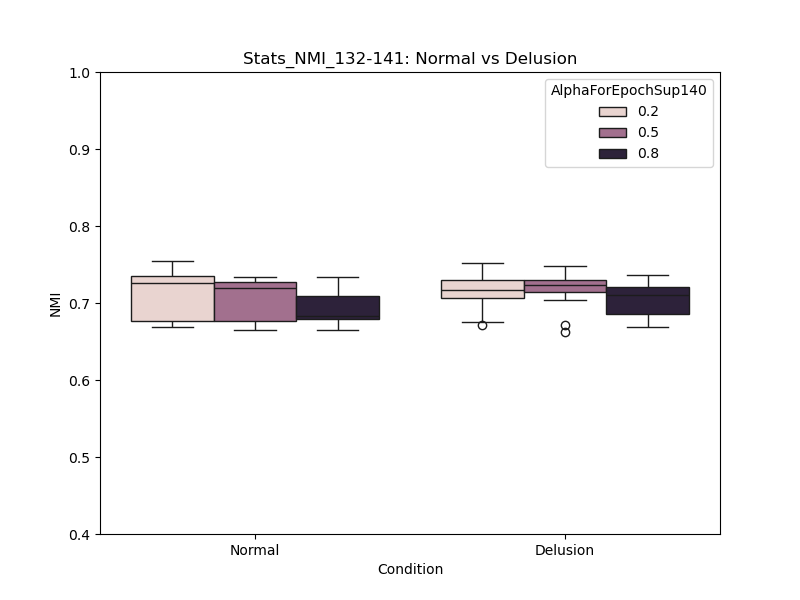 Stats_NMI_132-141: Normal vs Delusion
AlphaForEpochSup140
0.2
0.5
0.8
NMI
1.0
0.9
0.8
0.7
0.6
0.5
0.4
Normal
Delusion
Condition